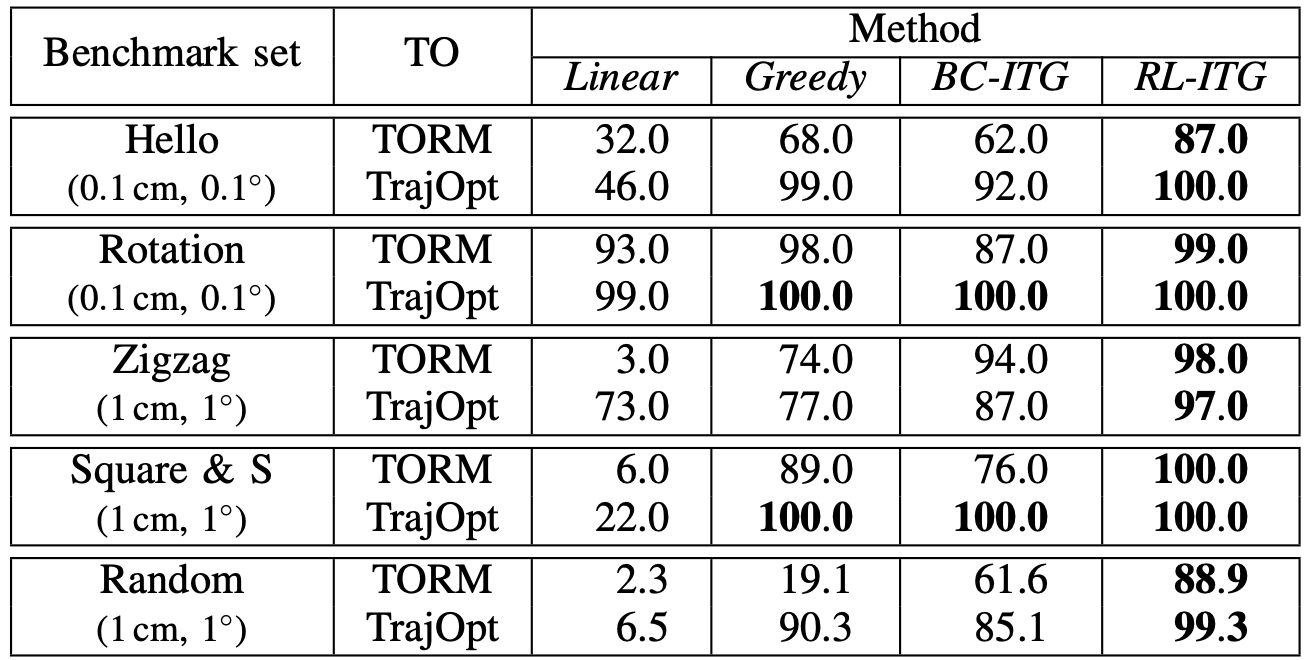 Benchmark set TO Method
Linear Greedy BC-ITG RL-ITG
Hello TORM 32.0 68.0 62.0 87.0
(0.1 cm, 0.1°) TrajOpt 46.0 99.0 92.0 100.0
Rotation TORM 93.0 98.0 87.0 99.0
(0.1 cm, 0.1°) TrajOpt 99.0 100.0 100.0 100.0
Zigzag TORM 3.0 74.0 94.0 98.0
(1 cm, 1°) TrajOpt 73.0 77.0 87.0 97.0
Square & S TORM 6.0 89.0 76.0 100.0
(1 cm, 1°) TrajOpt 22.0 100.0 100.0 100.0
Random TORM 2.3 19.1 61.6 88.9
(1 cm, 1°) TrajOpt 6.5 90.3 85.1 99.3